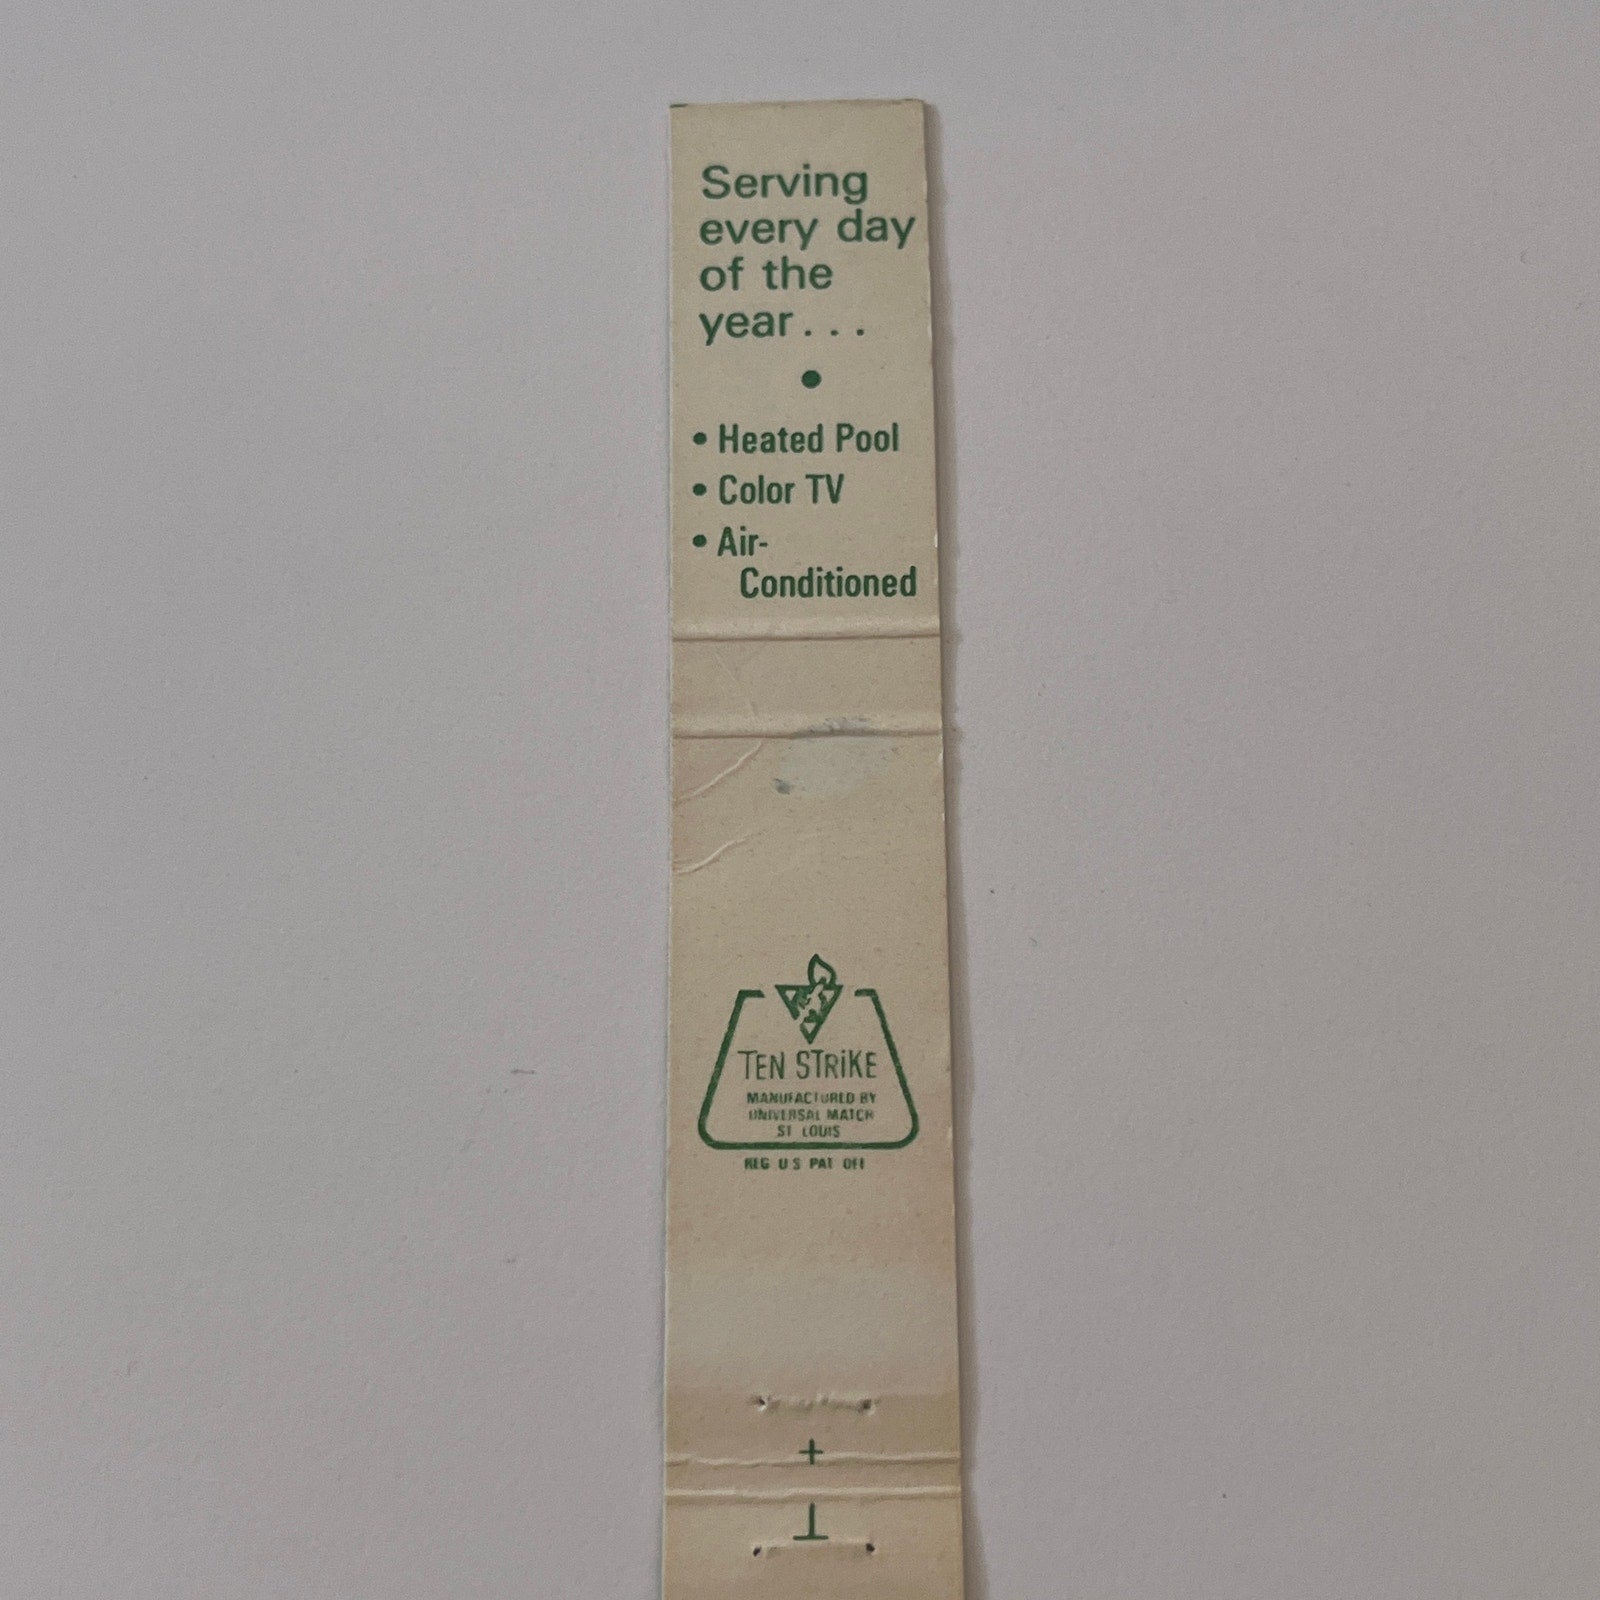 Serving
every day
of the
year . . .
•
• Heated Pool
• Color TV
• Air-
Conditioned
TEN STRiKE
MANUFACTURED BY
UNIVERSAL MATCH
ST LOUIS
REG U S PAT OFF